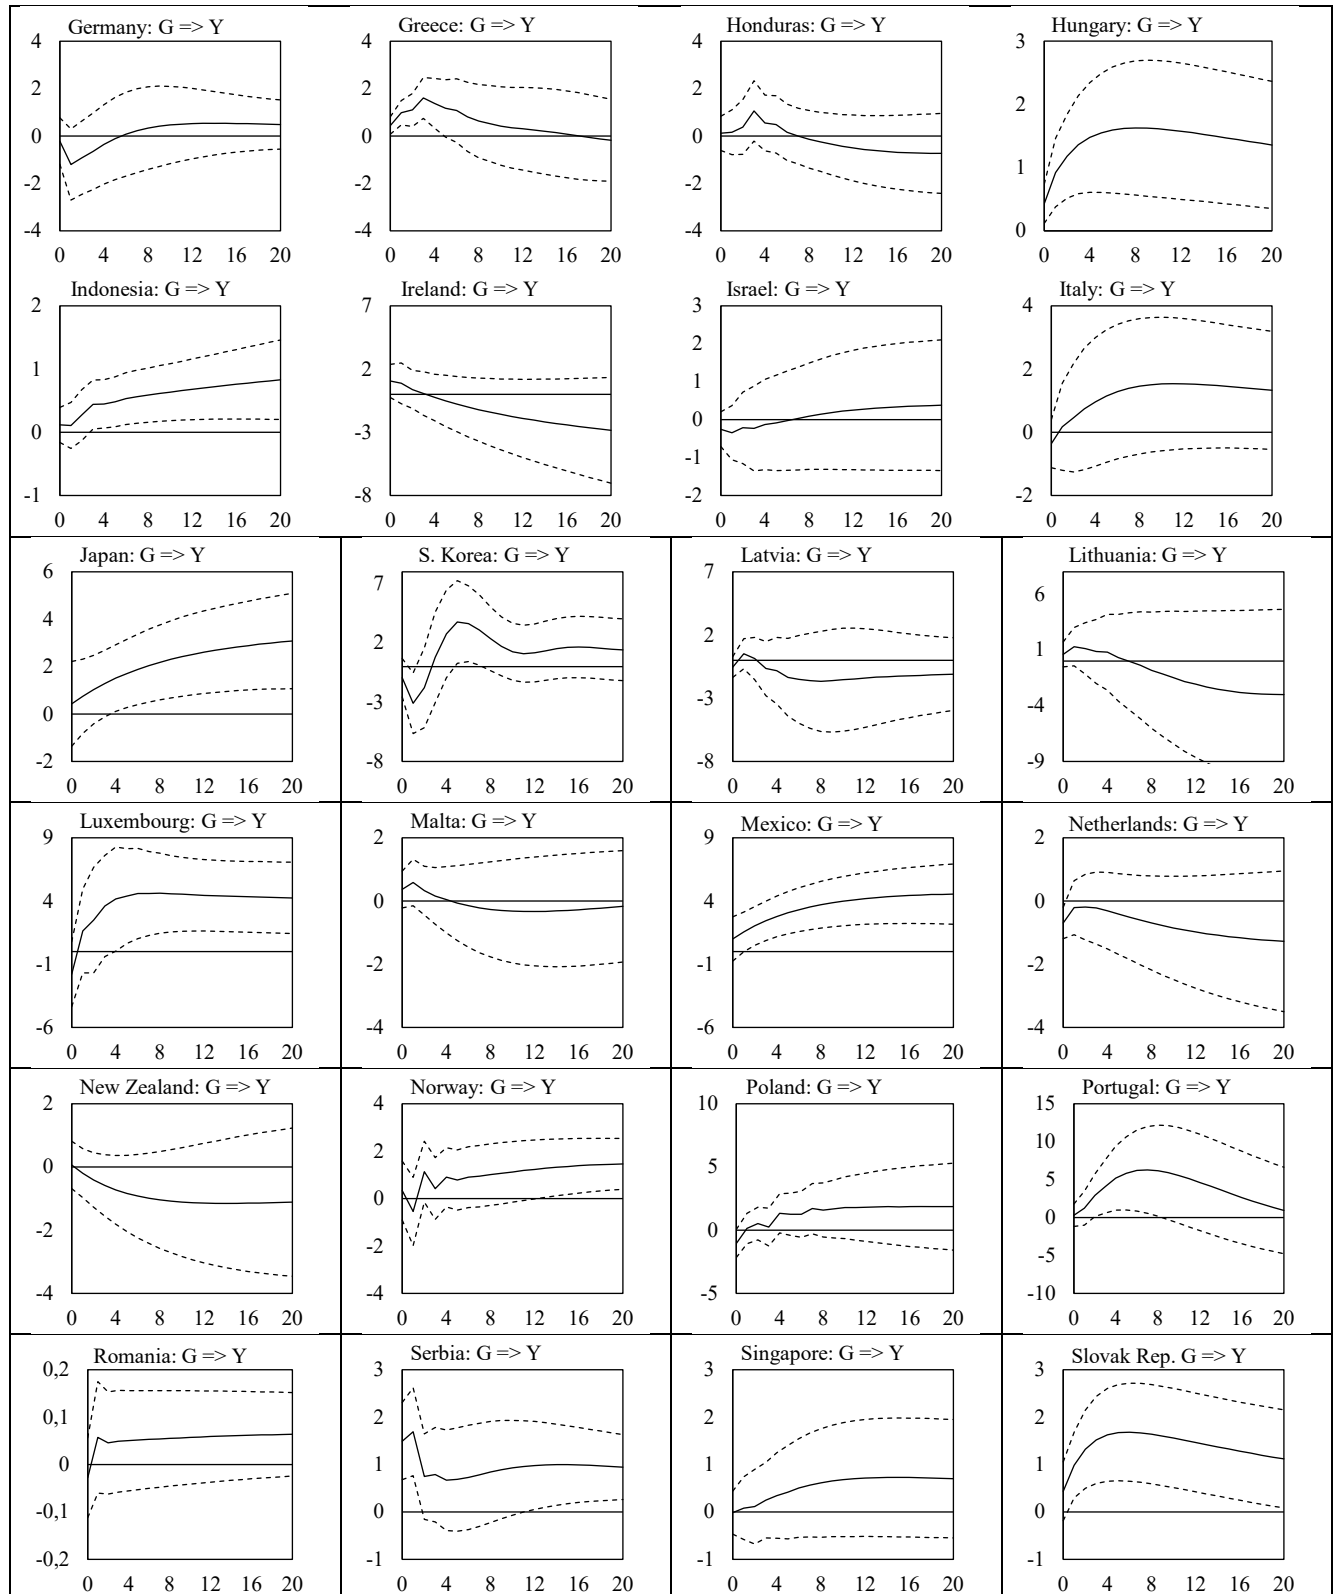 Germany: G => Y
4
2
0
-2
-4
0 4 8 12 16 20
Greece: G => Y
4
2
0
-2
-4
0 4 8 12 16 20
Honduras: G => Y
4
2
0
-2
-4
0 4 8 12 16 20
Hungary: G => Y
3
2
1
0
0 4 8 12 16 20
Indonesia: G => Y
2
1
0
-1
0 4 8 12 16 20
Ireland: G => Y
7
2
-3
-8
0 4 8 12 16 20
Israel: G => Y
3
2
1
0
-1
-2
0 4 8 12 16 20
Italy: G => Y
4
2
0
-2
0 4 8 12 16 20
Japan: G => Y
6
4
2
0
-2
0 4 8 12 16 20
S. Korea: G => Y
7
2
-3
-8
0 4 8 12 16 20
Latvia: G => Y
7
2
-3
-8
0 4 8 12 16 20
Lithuania: G => Y
6
1
-4
-9
0 4 8 12 16 20
Luxembourg: G => Y
9
4
-1
-6
0 4 8 12 16 20
Malta: G => Y
2
0
-2
-4
0 4 8 12 16 20
Mexico: G => Y
9
4
-1
-6
0 4 8 12 16 20
Netherlands: G => Y
2
0
-2
-4
0 4 8 12 16 20
New Zealand: G => Y
2
0
-2
-4
0 4 8 12 16 20
Norway: G => Y
4
2
0
-2
-4
0 4 8 12 16 20
Poland: G => Y
10
5
0
-5
0 4 8 12 16 20
Portugal: G => Y
15
10
5
0
-5
-10
0 4 8 12 16 20
Romania: G => Y
0,2
0,1
0
-0,1
-0,2
0 4 8 12 16 20
Serbia: G => Y
3
2
1
0
-1
0 4 8 12 16 20
Singapore: G => Y
3
2
1
0
-1
0 4 8 12 16 20
Slovak Rep. G => Y
3
2
1
0
-1
0 4 8 12 16 20